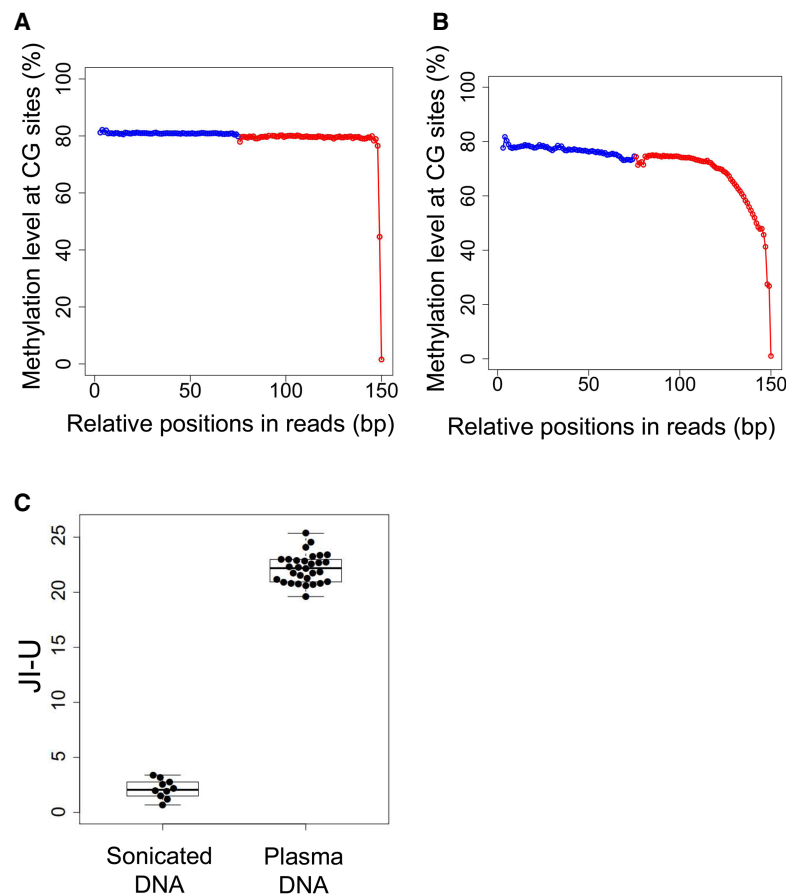 A
Methylation level at CG sites (%)
0 20 40 60 80 100
0 50 100 150
Relative positions in reads (bp)
B
Methylation level at CG sites (%)
0 20 40 60 80 100
0 50 100 150
Relative positions in reads (bp)
C
JI-U
0 5 10 15 20 25
Sonicated
DNA
Plasma
DNA